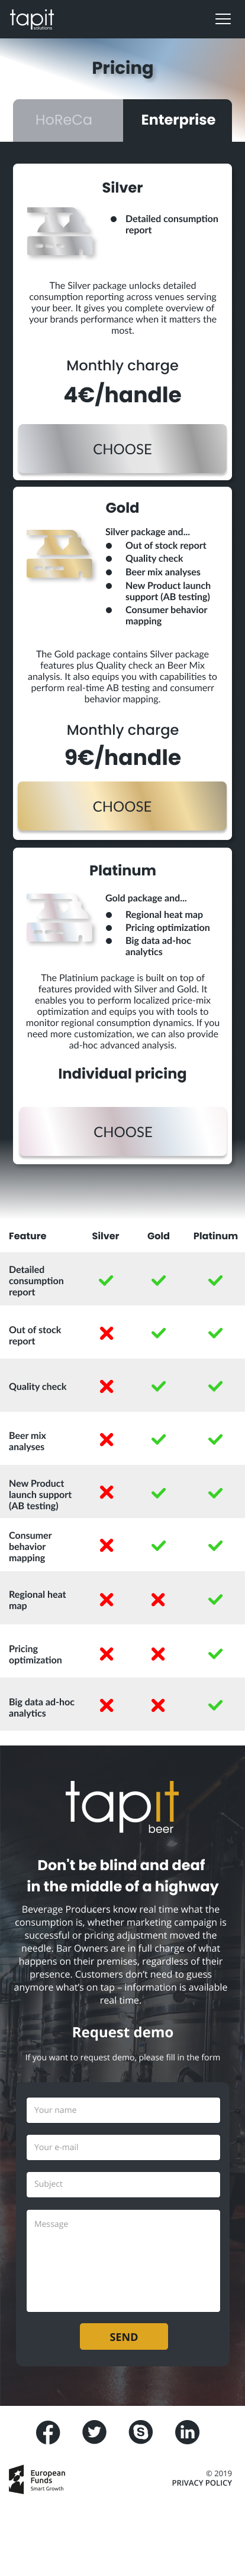 tapit
solutions
Pricing
HoReCa
Enterprise
Silver
Detailed consumption
report
The Silver package unlocks detailed
consumption reporting across venues serving
your beer. It gives you complete overview of
your brands performance when it matters the
most.
Monthly charge
4€/handle
CHOOSE
Gold
Silver package and...
Out of stock report
Quality check
Beer mix analyses
New Product launch
support (AB testing)
Consumer behavior
mapping
The Gold package contains Silver package
features plus Quality check an Beer Mix
analysis. It also equips you with capabilities to
perform real-time AB testing and consumerr
behavior mapping.
Monthly charge
9€/handle
CHOOSE
Platinum
Gold package and...
Regional heat map
Pricing optimization
Big data ad-hoc
analytics
The Platinium package is built on top of
features provided with Silver and Gold. It
enables you to perform localized price-mix
optimization and equips you with tools to
monitor regional consumption dynamics. If you
need more customization, we can also provide
ad-hoc advanced analysis.
Individual pricing
CHOOSE
Feature Silver Gold Platinum
Detailed
consumption
report
Out of stock
report
Quality check
Beer mix
analyses
New Product
launch support
(AB testing)
Consumer
behavior
mapping
Regional heat
map
Pricing
optimization
Big data ad-hoc
analytics
tapit
beer
Don't be blind and deaf
in the middle of a highway
Beverage Producers know real time what the
consumption is, whether marketing campaign is
successful or pricing adjustment moved the
needle. Bar Owners are in full charge of what
happens on their premises, regardless of their
presence. Customers don't need to guess
anymore what's on tap – information is available
real time.
Request demo
If you want to request demo, please fill in the form
Your name
Your e-mail
Subject
Message
SEND
European
Funds
Smart Growth
© 2019
PRIVACY POLICY